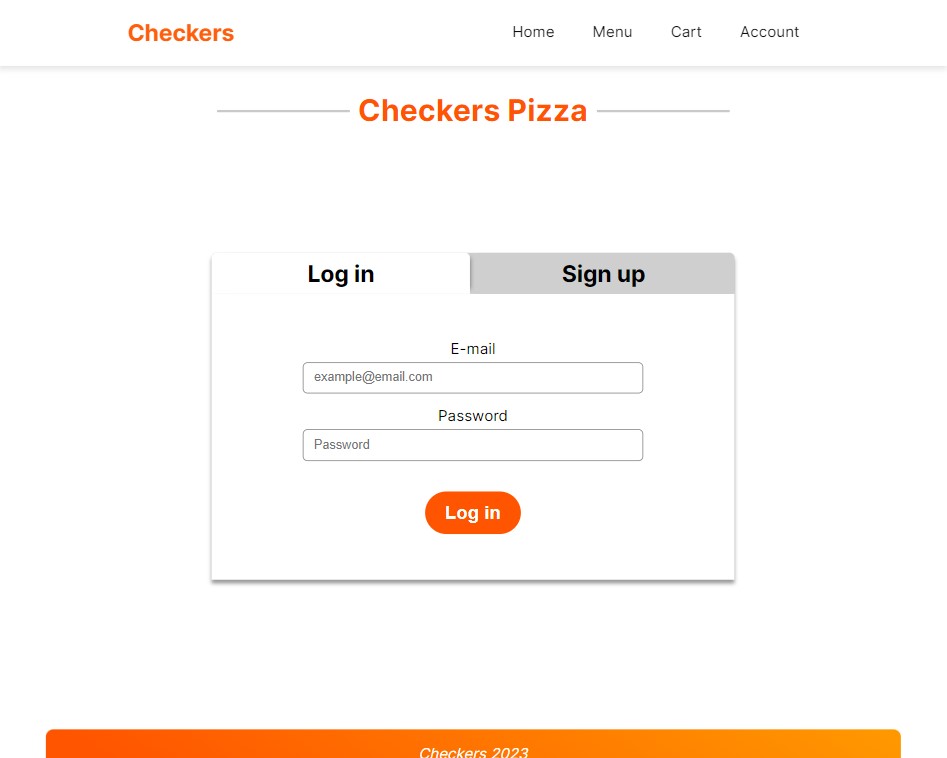 Checkers
Home Menu Cart Account
Checkers Pizza
Log in Sign up
E-mail
example@email.com
Password
Password
Log in
Checkers 2023